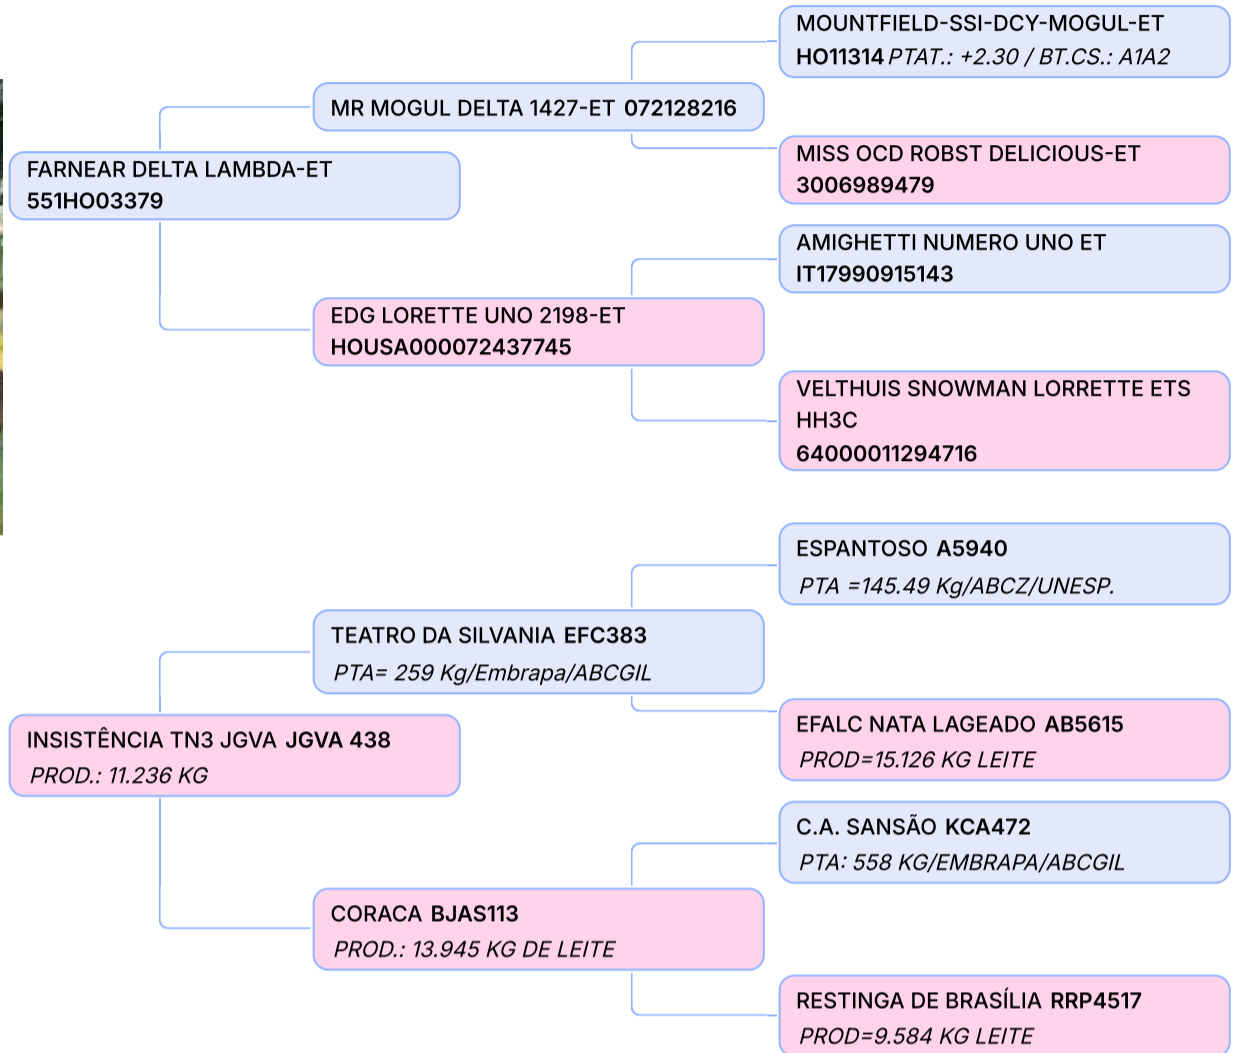 MOUNTFIELD-SSI-DCY-MOGUL-ET
HO11314 PTAT.: +2.30 / BT.CS.: A1A2
MR MOGUL DELTA 1427-ET 072128216
MISS OCD ROBST DELICIOUS-ET
3006989479
FARNEAR DELTA LAMBDA-ET
551HO03379
AMIGHETTI NUMERO UNO ET
IT17990915143
EDG LORETTE UNO 2198-ET
HOUSA000072437745
VELTHUIS SNOWMAN LORRETTE ETS
HH3C
64000011294716
ESPANTOSO A5940
PTA =145.49 Kg/ABCZ/UNESP.
TEATRO DA SILVANIA EFC383
PTA= 259 Kg/Embrapa/ABCGIL
EFALC NATA LAGEADO AB5615
PROD=15.126 KG LEITE
INSISTÊNCIA TN3 JGVA JGVA 438
PROD.: 11.236 KG
C.A. SANSÃO KCA472
PTA: 558 KG/EMBRAPA/ABCGIL
CORACA BJAS113
PROD.: 13.945 KG DE LEITE
RESTINGA DE BRASÍLIA RRP4517
PROD=9.584 KG LEITE